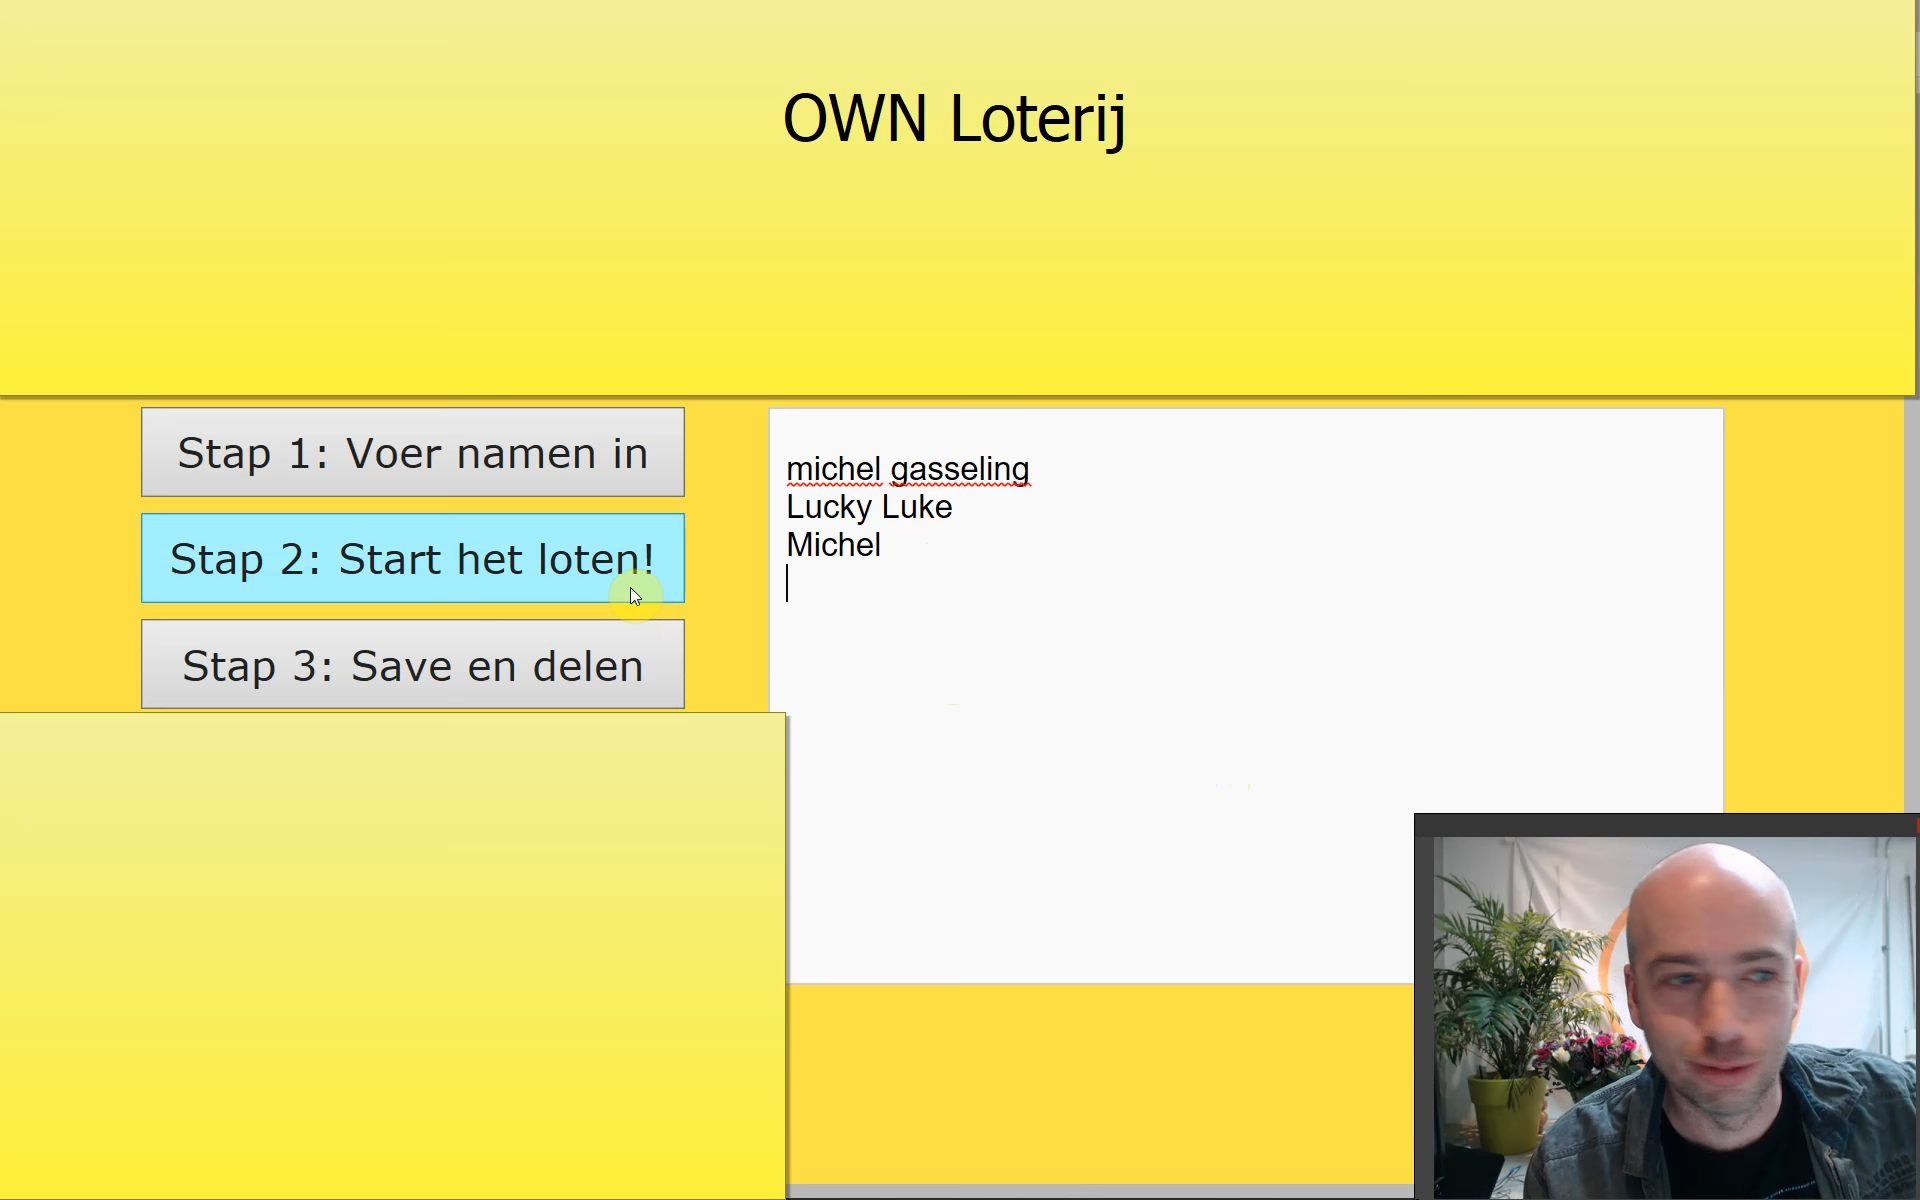 OWN Loterij
Stap 1: Voer namen in
Stap 2: Start het loten!
Stap 3: Save en delen
michel gasseling
Lucky Luke
Michel